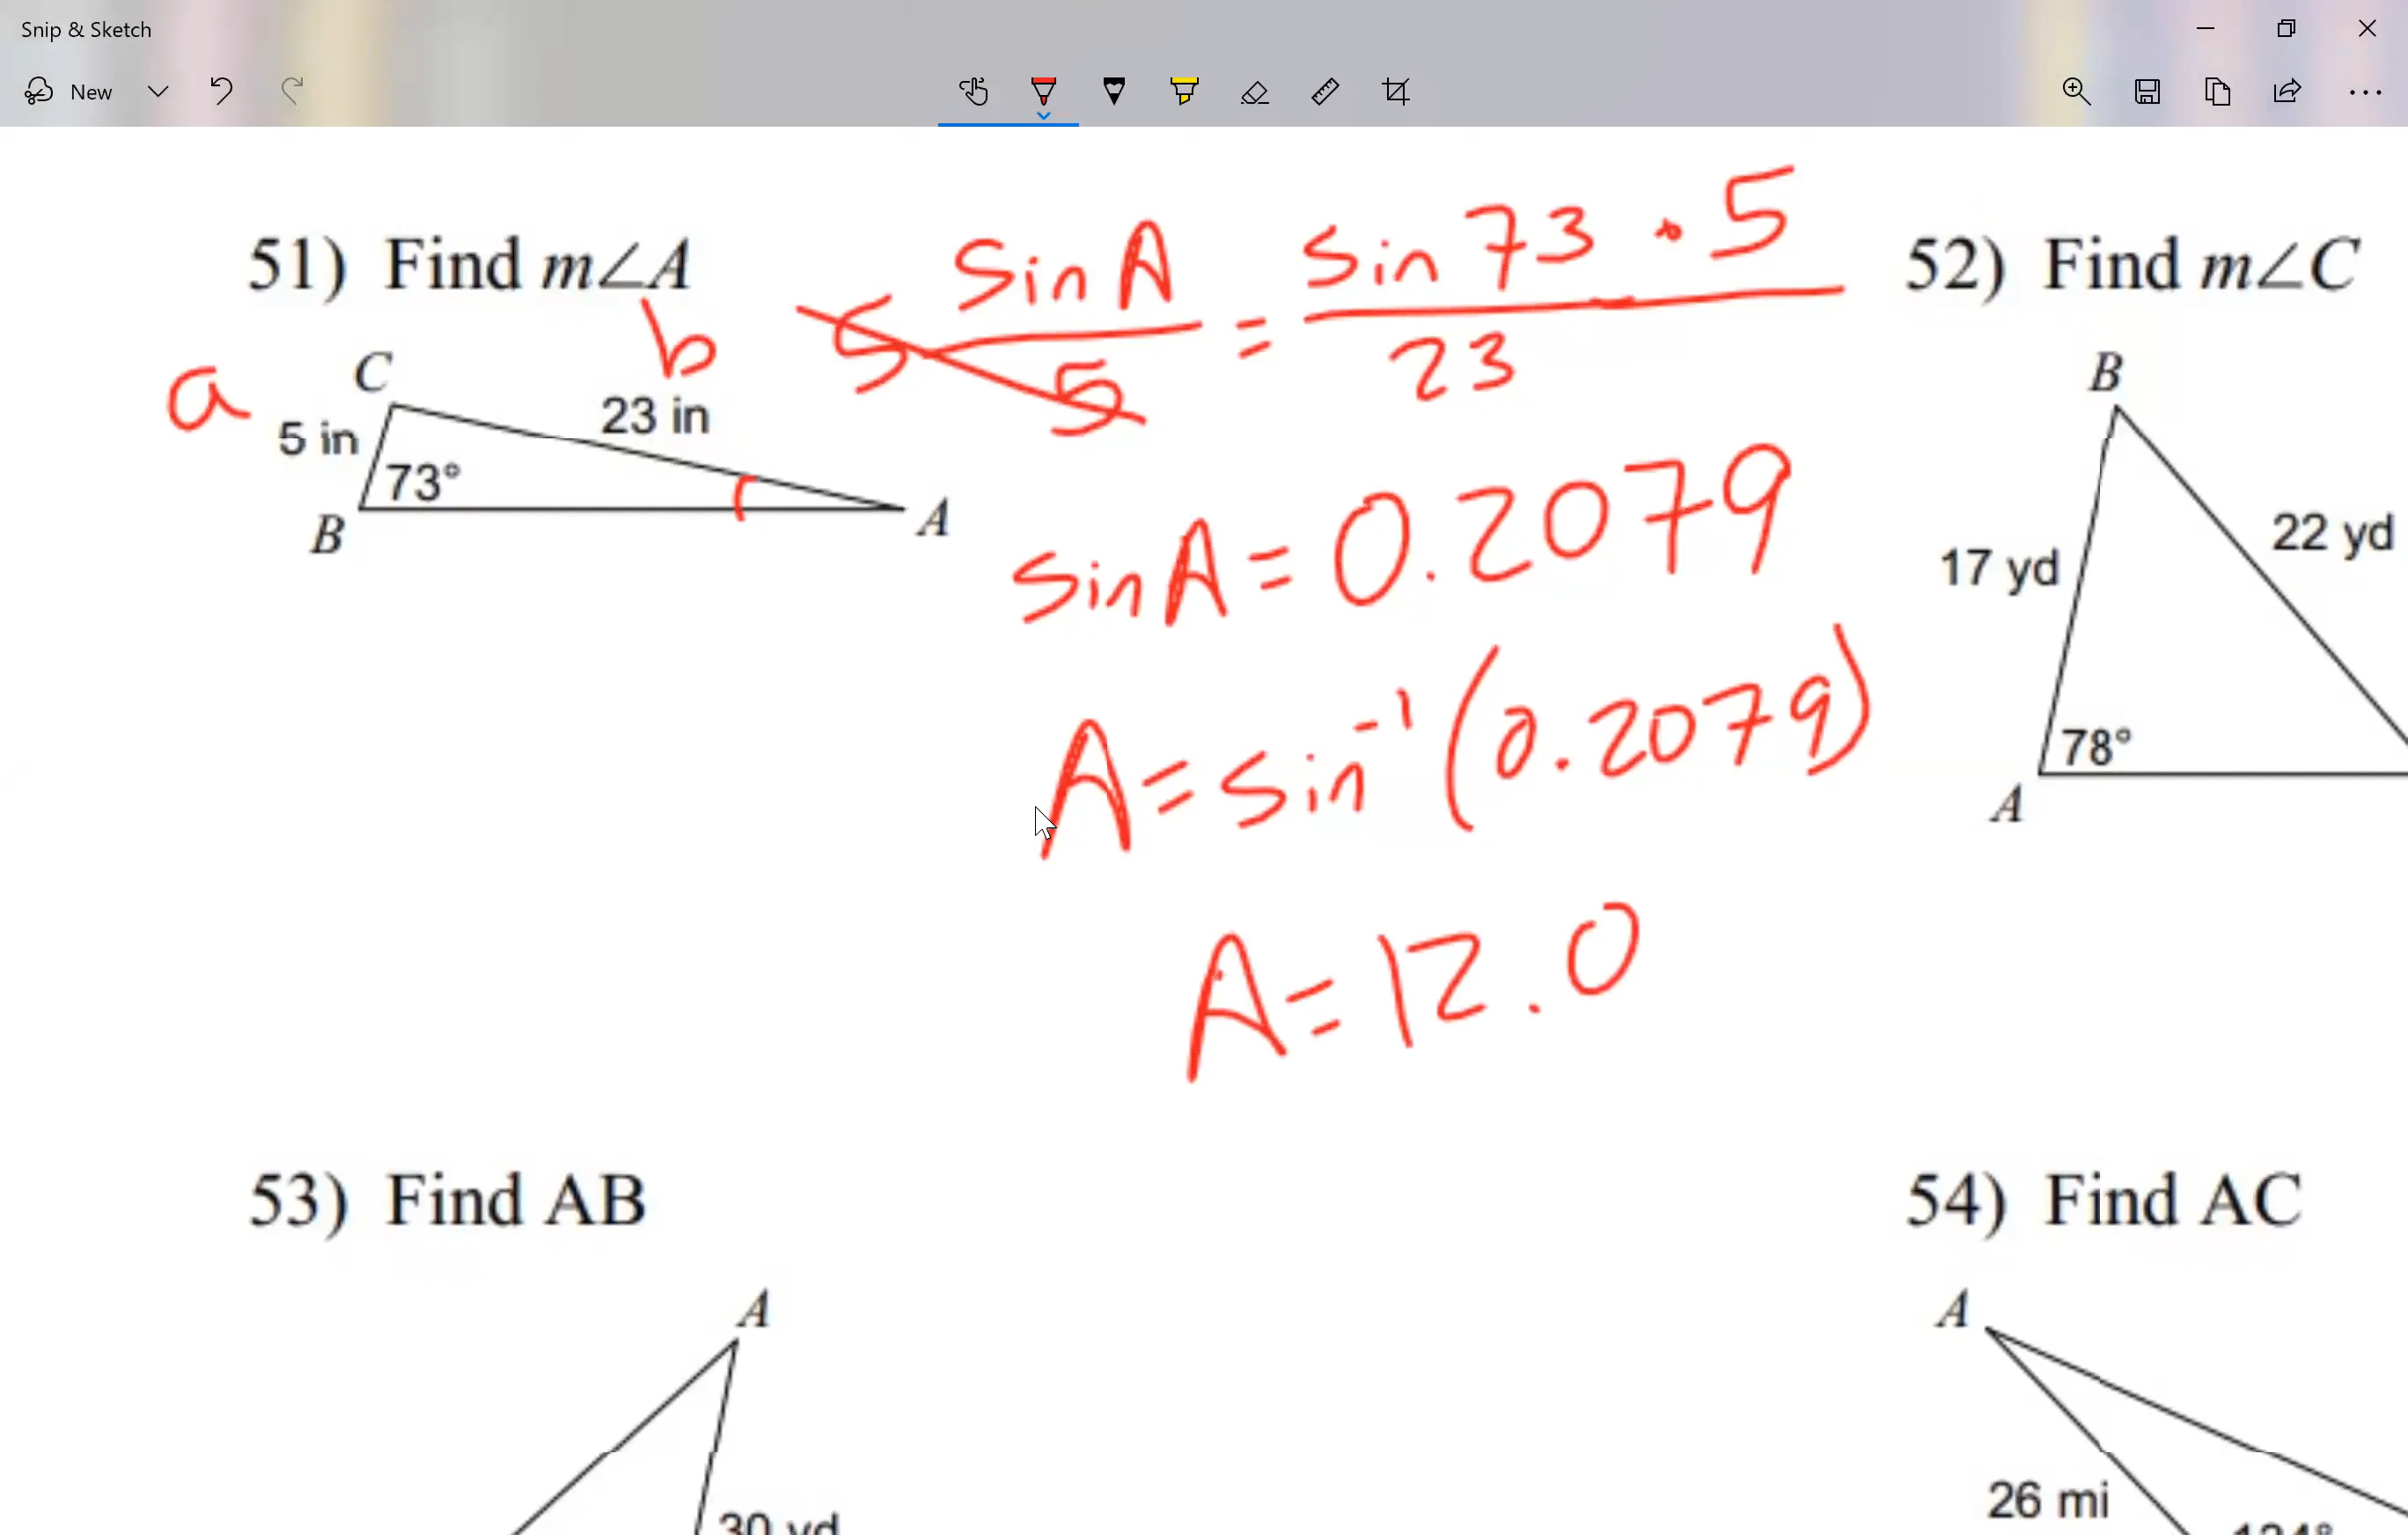 Snip & Sketch
New
51) Find m∠A
sin A / 5 = sin 73 · 5 / 23
5
a
b
C
5 in
23 in
73°
B
A
sin A = 0.2079
A = sin⁻¹(0.2079)
A = 12.0
52) Find m∠C
B
17 yd
22 yd
78°
A
53) Find AB
A
30 yd
54) Find AC
A
26 mi